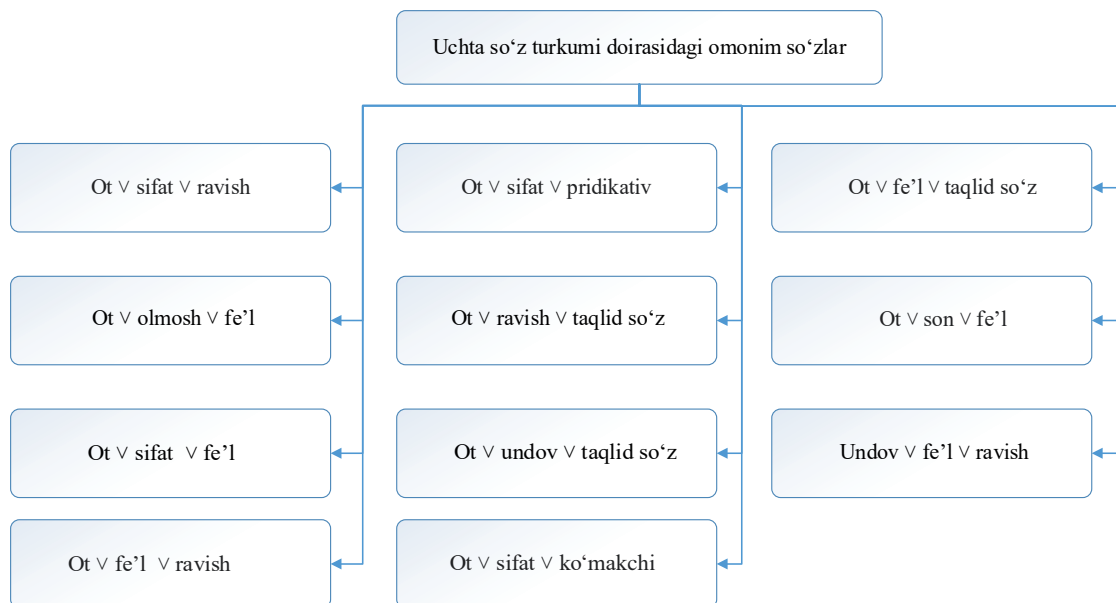 Uchta so‘z turkumi doirasidagi omonim so‘zlar
Ot ˅ sifat ˅ ravish
Ot ˅ sifat ˅ pridikativ
Ot ˅ fe’l ˅ taqlid so‘z
Ot ˅ olmosh ˅ fe’l
Ot ˅ ravish ˅ taqlid so‘z
Ot ˅ son ˅ fe’l
Ot ˅ sifat ˅ fe’l
Ot ˅ undov ˅ taqlid so‘z
Undov ˅ fe’l ˅ ravish
Ot ˅ fe’l ˅ ravish
Ot ˅ sifat ˅ ko‘makchi